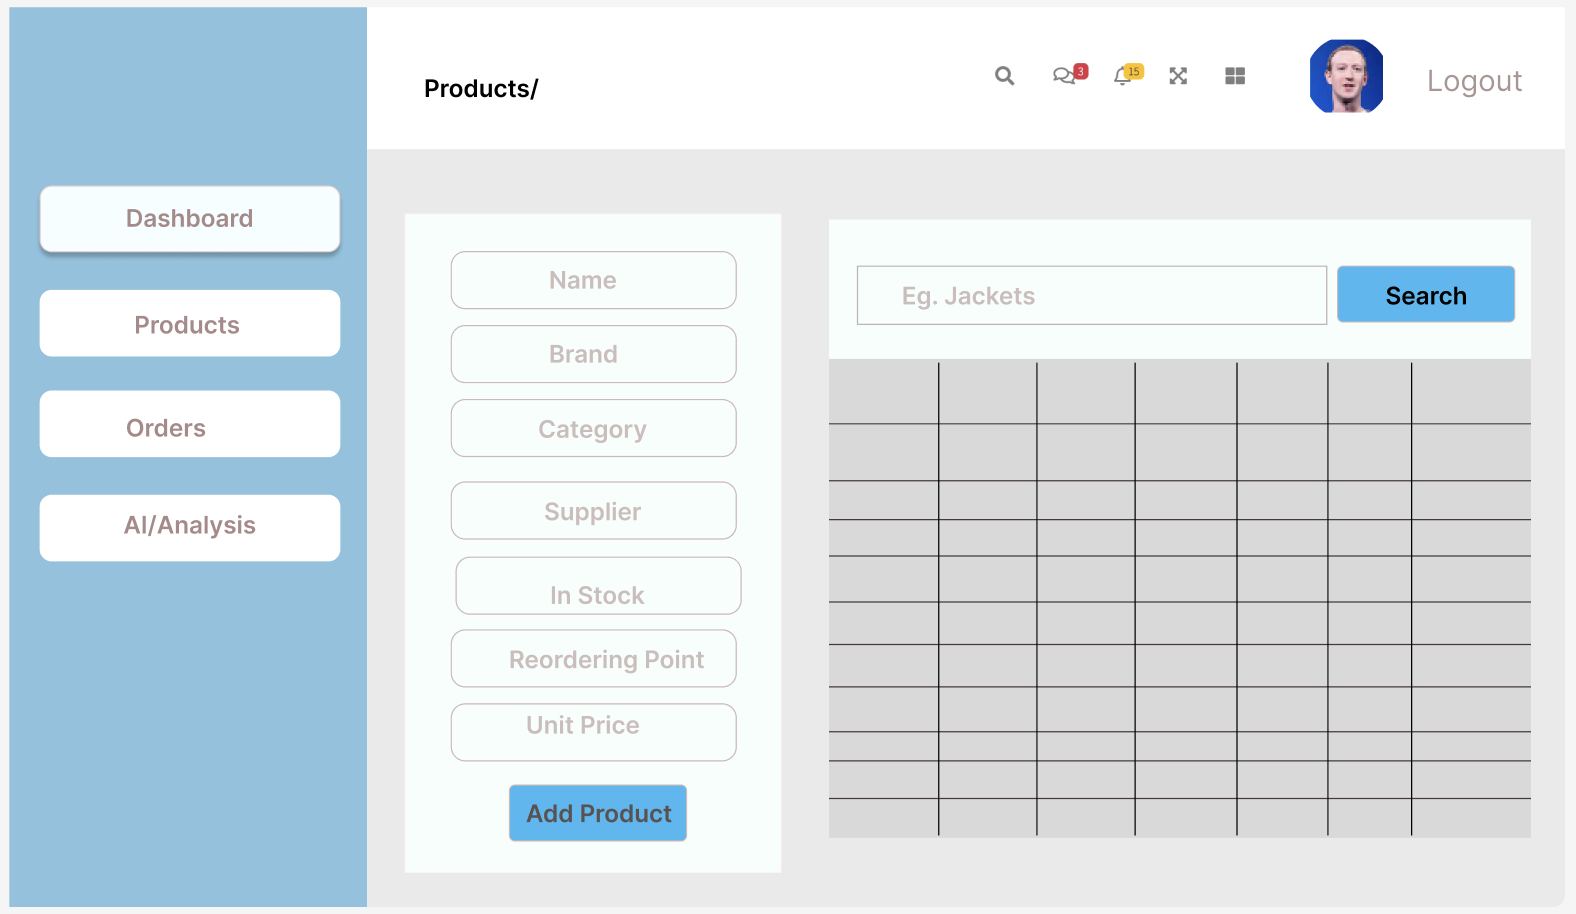 Products/
3
15
Logout
Dashboard
Products
Orders
AI/Analysis
Name
Brand
Category
Supplier
In Stock
Reordering Point
Unit Price
Add Product
Eg. Jackets
Search